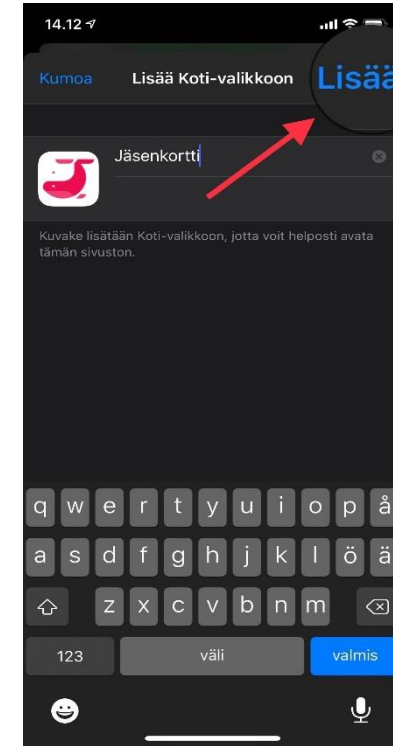 14.12
Kumoa Lisää Koti-valikkoon Lisää
Jäsenkortti
Kuvake lisätään Koti-valikkoon, jotta voit helposti avata
tämän sivuston.
q w e r t y u i o p å
a s d f g h j k l ö ä
z x c v b n m
123 väli valmis